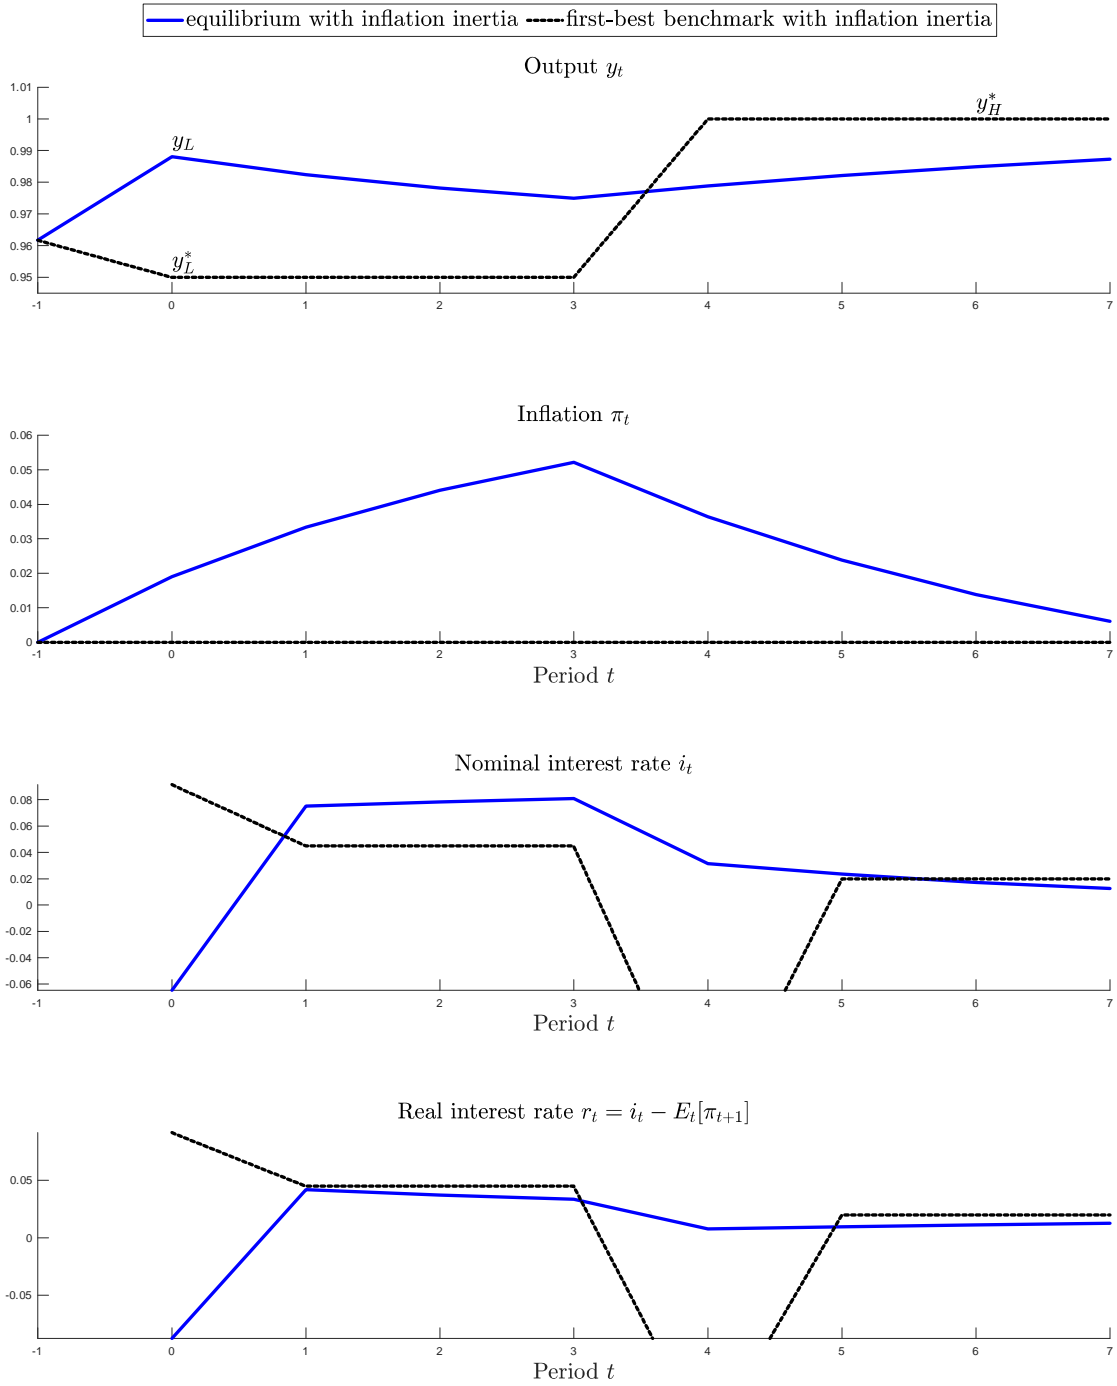 equilibrium with inflation inertia first-best benchmark with inflation inertia
Output $y_t$
1.01
1
0.99
0.98
0.97
0.96
0.95
$y_L$
$y_L^*$
$y_H^*$
-1 0 1 2 3 4 5 6 7
Inflation $\pi_t$
0.06
0.05
0.04
0.03
0.02
0.01
0
-1 0 1 2 3 4 5 6 7
Period $t$
Nominal interest rate $i_t$
0.08
0.06
0.04
0.02
0
-0.02
-0.04
-0.06
-1 0 1 2 3 4 5 6 7
Period $t$
Real interest rate $r_t = i_t - E_t[\pi_{t+1}]$
0.05
0
-0.05
-1 0 1 2 3 4 5 6 7
Period $t$